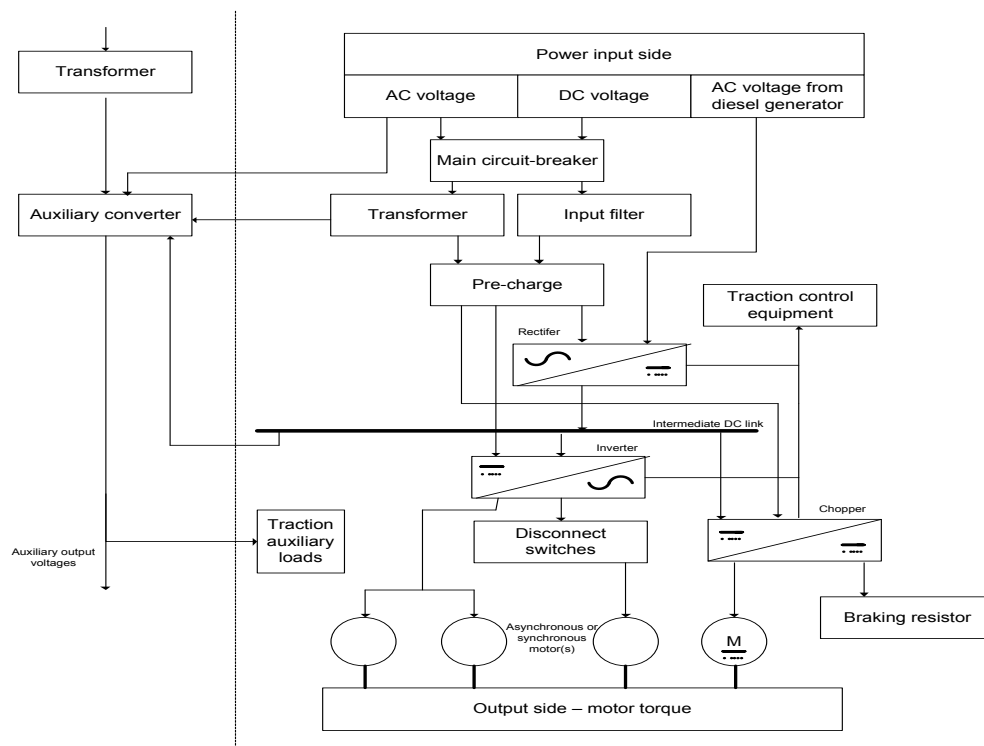 Power input side
Transformer
AC voltage
DC voltage
AC voltage from
diesel generator
Main circuit-breaker
Auxiliary converter
Transformer
Input filter
Pre-charge
Traction control
equipment
Rectifer
Intermediate DC link
Inverter
Chopper
Traction
auxiliary
loads
Disconnect
switches
Auxiliary output
voltages
Braking resistor
Asynchronous or
synchronous
motor(s)
M
Output side – motor torque